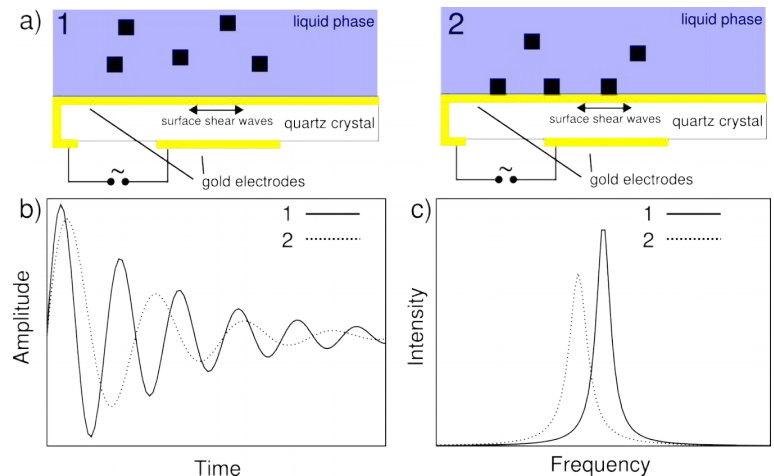 a)
1
liquid phase
surface shear waves
quartz crystal
~
gold electrodes
2
liquid phase
surface shear waves
quartz crystal
~
gold electrodes
b)
1
2
Amplitude
Time
c)
1
2
Intensity
Frequency